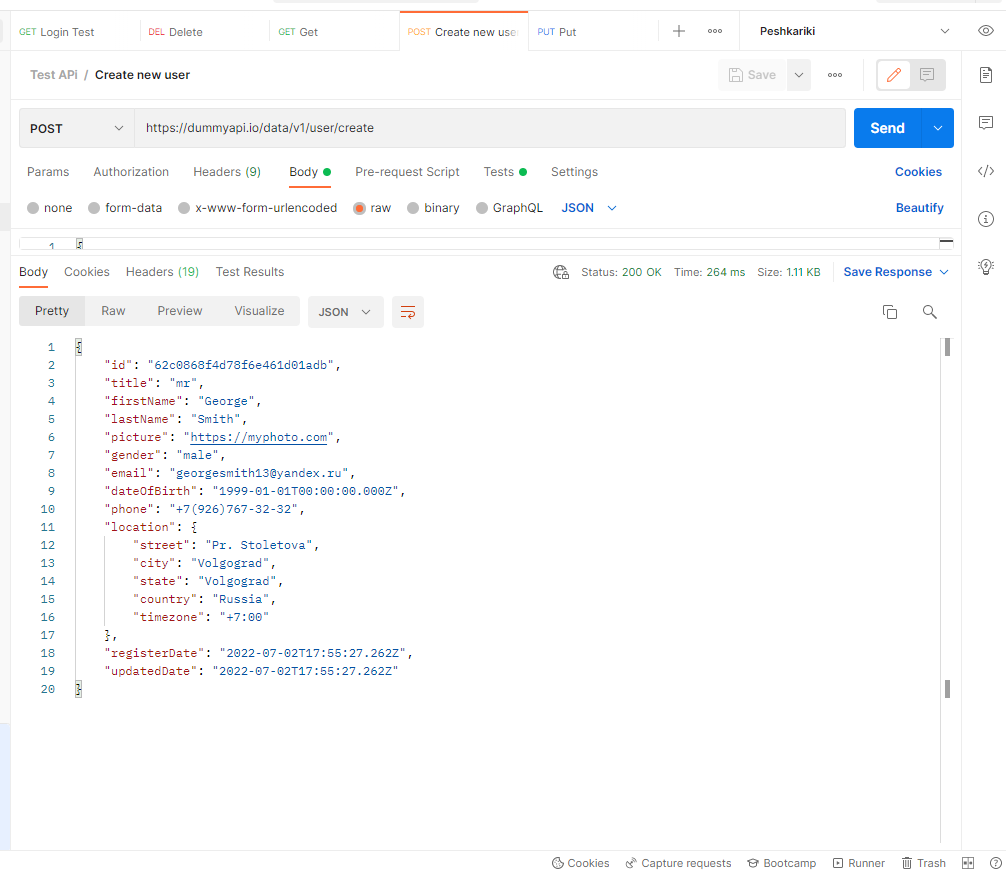 GET Login Test DEL Delete GET Get POST Create new use PUT Put + ooo Peshkariki
Test APi / Create new user Save ooo
POST https://dummyapi.io/data/v1/user/create Send
Params Authorization Headers (9) Body Pre-request Script Tests Settings Cookies
none form-data x-www-form-urlencoded raw binary GraphQL JSON Beautify
1 {
Body Cookies Headers (19) Test Results Status: 200 OK Time: 264 ms Size: 1.11 KB Save Response
Pretty Raw Preview Visualize JSON
1 {
2 "id": "62c0868f4d78f6e461d01adb",
3 "title": "mr",
4 "firstName": "George",
5 "lastName": "Smith",
6 "picture": "https://myphoto.com",
7 "gender": "male",
8 "email": "georgesmith13@yandex.ru",
9 "dateOfBirth": "1999-01-01T00:00:00.000Z",
10 "phone": "+7(926)767-32-32",
11 "location": {
12 "street": "Pr. Stoletova",
13 "city": "Volgograd",
14 "state": "Volgograd",
15 "country": "Russia",
16 "timezone": "+7:00"
17 },
18 "registerDate": "2022-07-02T17:55:27.262Z",
19 "updatedDate": "2022-07-02T17:55:27.262Z"
20 }
Cookies Capture requests Bootcamp Runner Trash